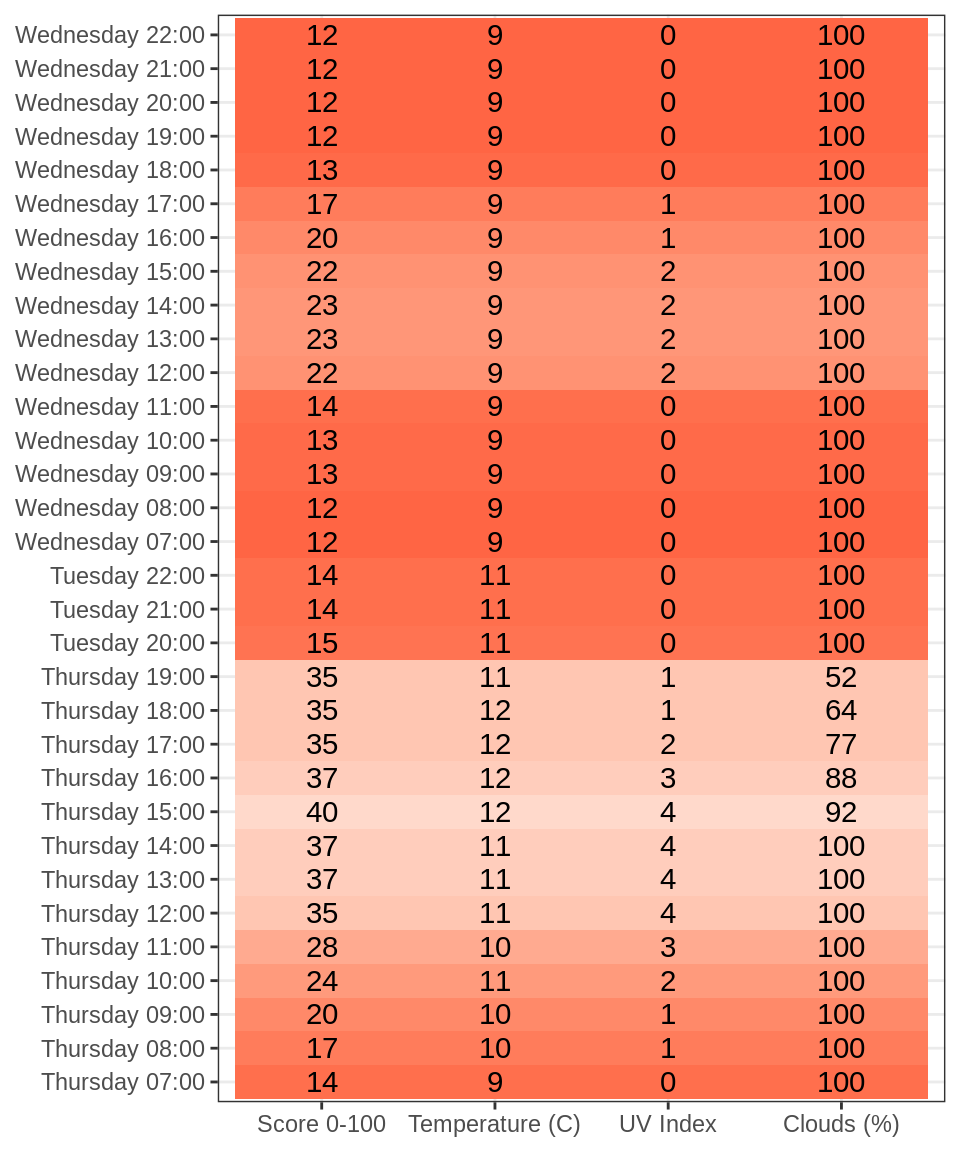 Wednesday 22:00 12 9 0 100
Wednesday 21:00 12 9 0 100
Wednesday 20:00 12 9 0 100
Wednesday 19:00 12 9 0 100
Wednesday 18:00 13 9 0 100
Wednesday 17:00 17 9 1 100
Wednesday 16:00 20 9 1 100
Wednesday 15:00 22 9 2 100
Wednesday 14:00 23 9 2 100
Wednesday 13:00 23 9 2 100
Wednesday 12:00 22 9 2 100
Wednesday 11:00 14 9 0 100
Wednesday 10:00 13 9 0 100
Wednesday 09:00 13 9 0 100
Wednesday 08:00 12 9 0 100
Wednesday 07:00 12 9 0 100
Tuesday 22:00 14 11 0 100
Tuesday 21:00 14 11 0 100
Tuesday 20:00 15 11 0 100
Thursday 19:00 35 11 1 52
Thursday 18:00 35 12 1 64
Thursday 17:00 35 12 2 77
Thursday 16:00 37 12 3 88
Thursday 15:00 40 12 4 92
Thursday 14:00 37 11 4 100
Thursday 13:00 37 11 4 100
Thursday 12:00 35 11 4 100
Thursday 11:00 28 10 3 100
Thursday 10:00 24 11 2 100
Thursday 09:00 20 10 1 100
Thursday 08:00 17 10 1 100
Thursday 07:00 14 9 0 100
Score 0-100 Temperature (C) UV Index Clouds (%)